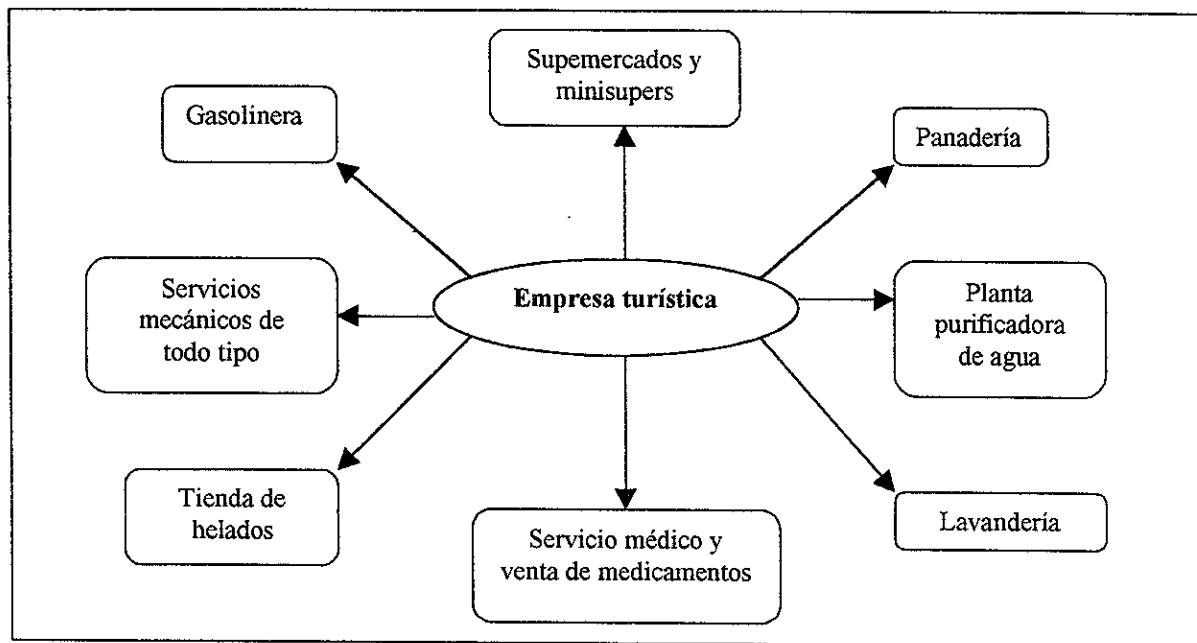 Supemercados y
minisupers
Gasolinera
Panadería
Servicios
mecánicos de
todo tipo
Empresa turística
Planta
purificadora
de agua
Tienda de
helados
Servicio médico y
venta de medicamentos
Lavandería